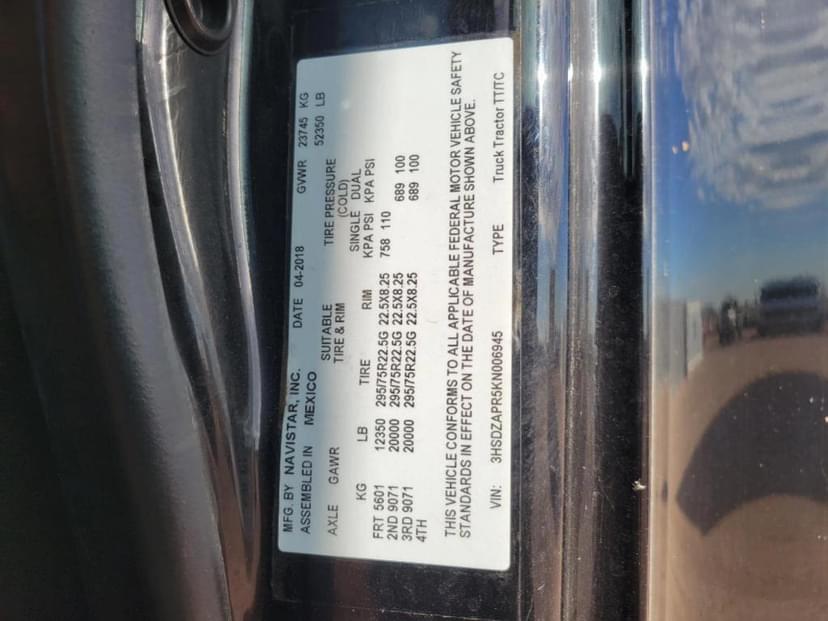 MFG. BY NAVISTAR, INC. DATE 04-2018 GVWR 23745 KG
ASSEMBLED IN MEXICO 52350 LB
SUITABLE TIRE PRESSURE
AXLE GAWR TIRE & RIM (COLD)
SINGLE DUAL
KG LB TIRE RIM KPA PSI KPA PSI
FRT 5601 12350 295/75R22.5G 22.5X8.25 758 110
2ND 9071 20000 295/75R22.5G 22.5X8.25 689 100
3RD 9071 20000 295/75R22.5G 22.5X8.25 689 100
4TH
THIS VEHICLE CONFORMS TO ALL APPLICABLE FEDERAL MOTOR VEHICLE SAFETY
STANDARDS IN EFFECT ON THE DATE OF MANUFACTURE SHOWN ABOVE.
VIN: 3HSDZAPR5KN006945 TYPE Truck Tractor TT/TC